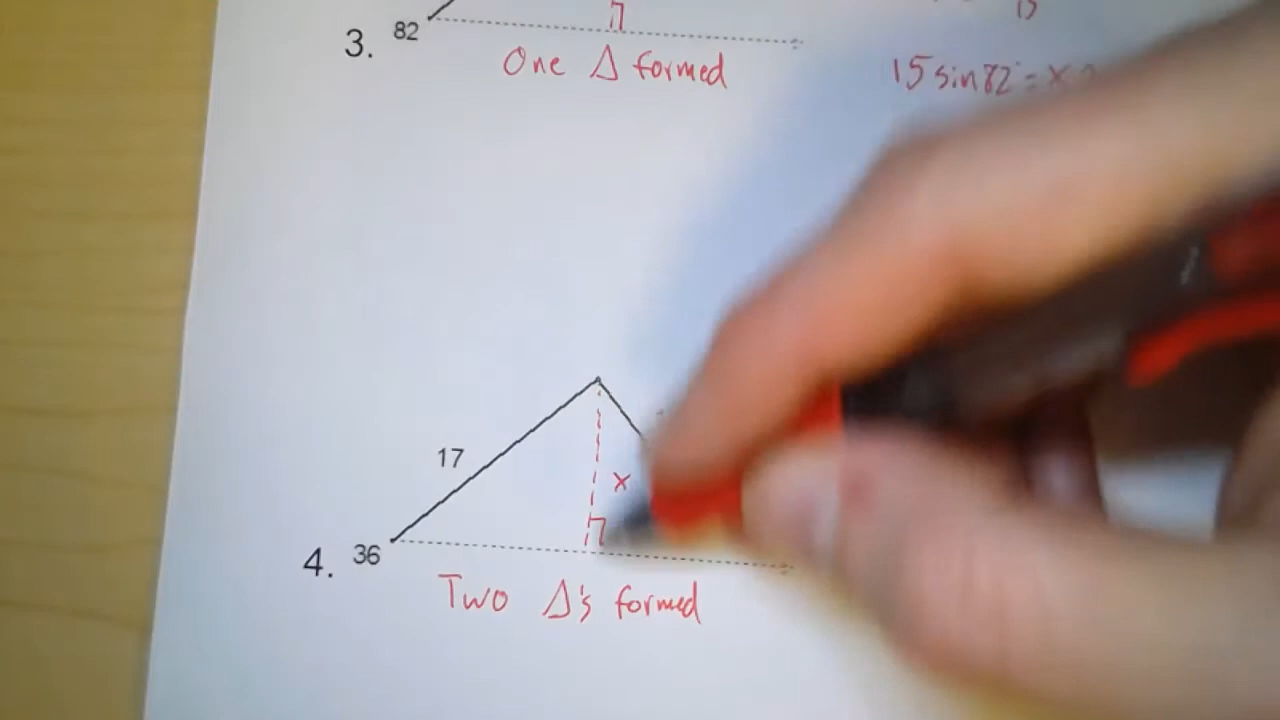 3. 82
One Δ formed
15 sin 82° = x
17
x
4. 36
Two Δ's formed